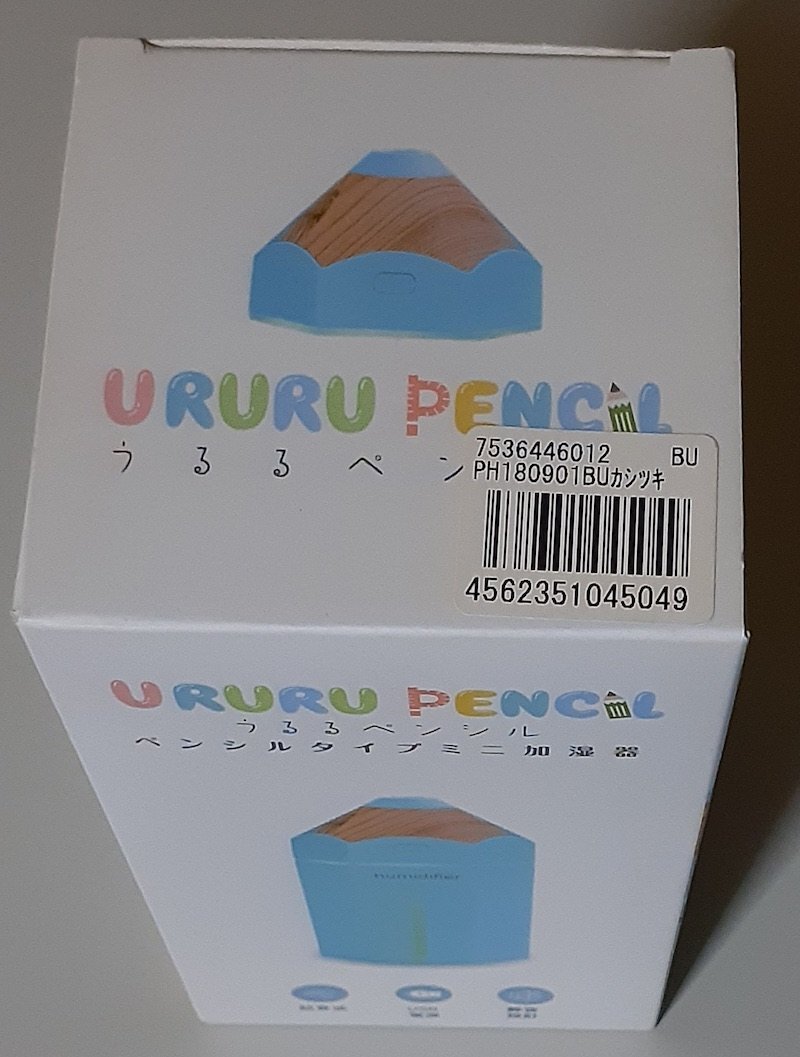 URURU PENCIL
うるるペン
7536446012 BU
PH180901BUカシツキ
4562351045049
URURU PENCIL
うるるペンシル
ペンシルタイプミニ加湿器
humidifier